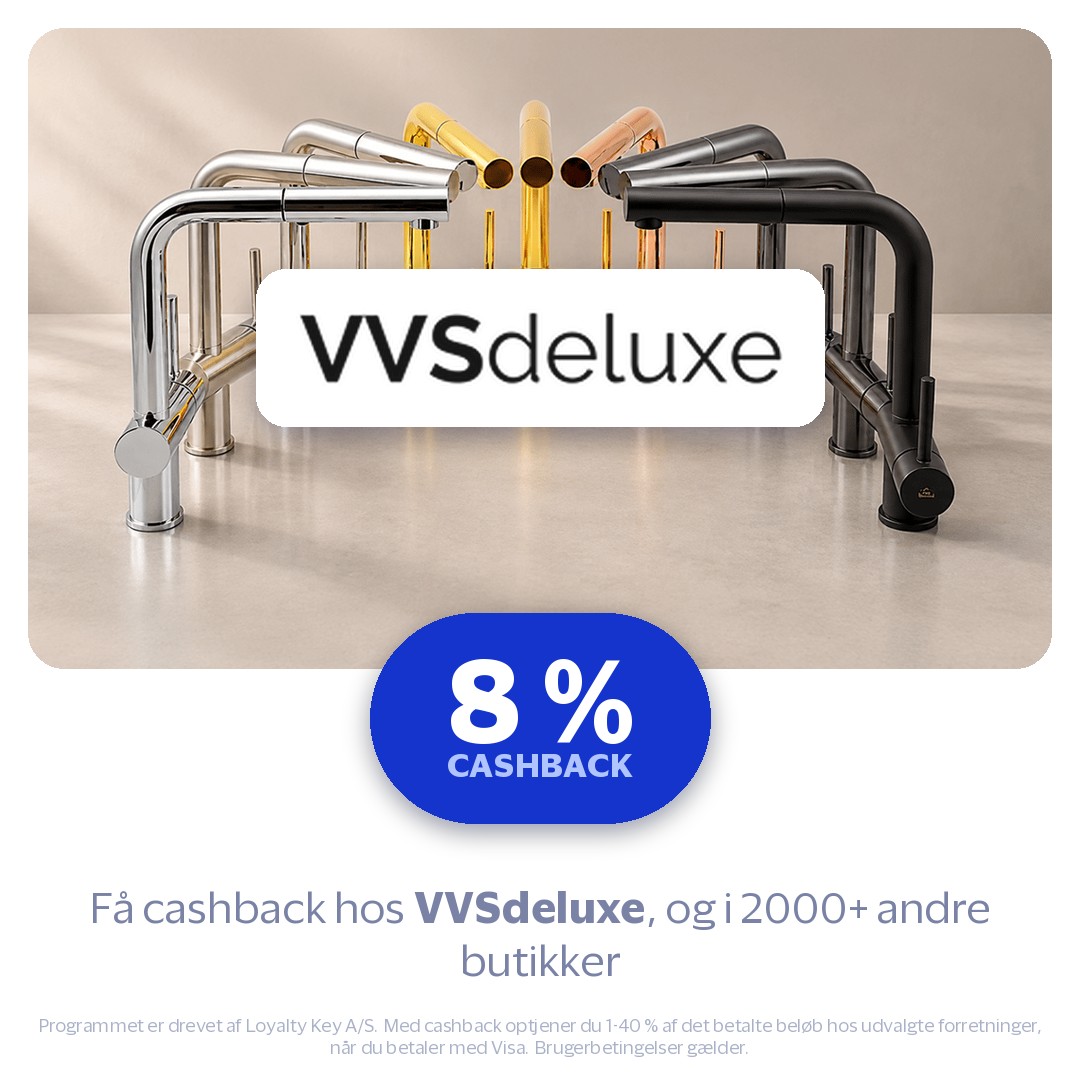 VVSdeluxe
8 %
CASHBACK
Få cashback hos VVSdeluxe, og i 2000+ andre
butikker
Programmet er drevet af Loyalty Key A/S. Med cashback optjener du 1-40 % af det betalte beløb hos udvalgte forretninger,
når du betaler med Visa. Brugerbetingelser gælder.